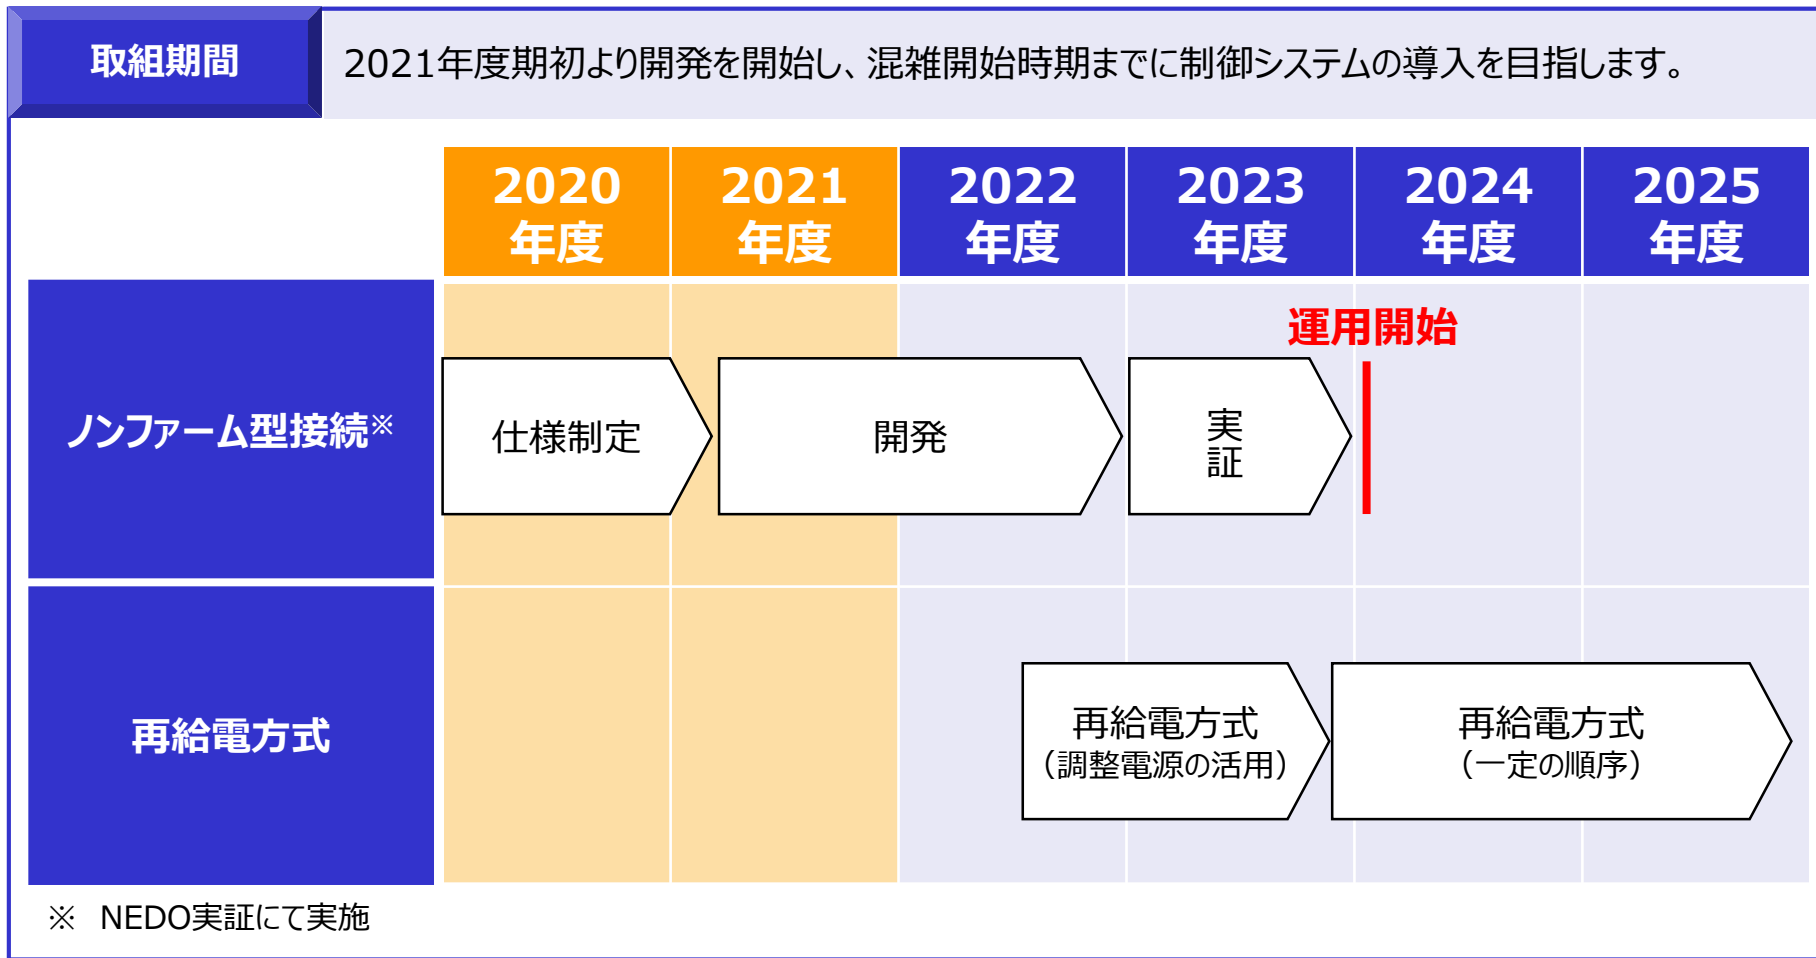 取組期間
2021年度期初より開発を開始し、混雑開始時期までに制御システムの導入を目指します。
2020
年度
2021
年度
2022
年度
2023
年度
2024
年度
2025
年度
ノンファーム型接続※
仕様制定
開発
実
証
運用開始
再給電方式
再給電方式
（調整電源の活用）
再給電方式
（一定の順序）
※　NEDO実証にて実施